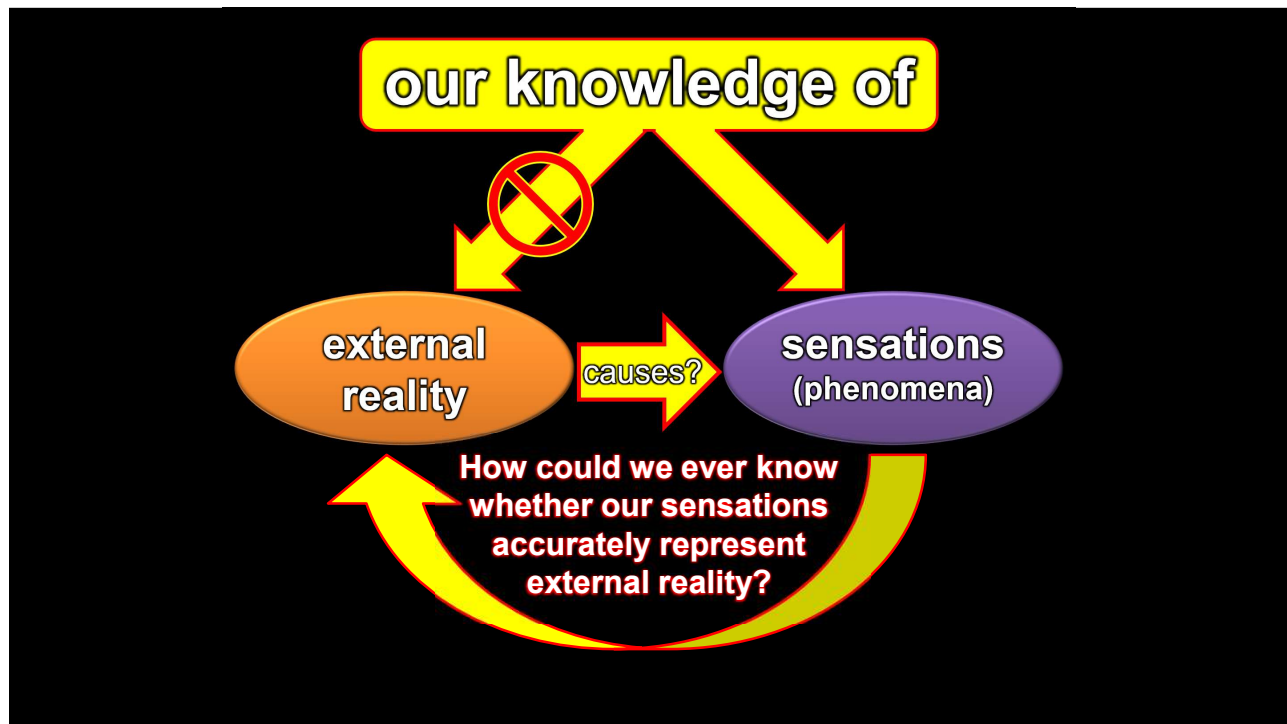 our knowledge of
external
reality
causes?
sensations
(phenomena)
How could we ever know
whether our sensations
accurately represent
external reality?